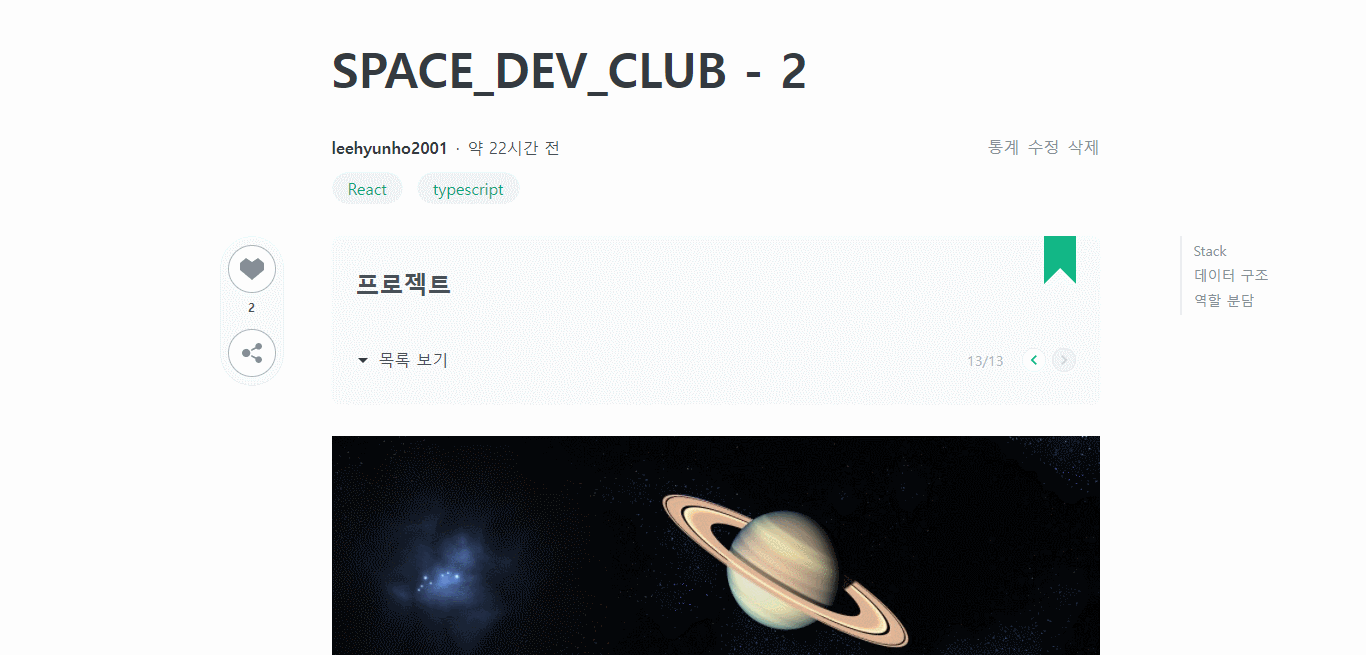 SPACE_DEV_CLUB - 2
leehyunho2001 · 약 22시간 전
통계 수정 삭제
React typescript
2
프로젝트
목록 보기
13/13
Stack
데이터 구조
역할 분담